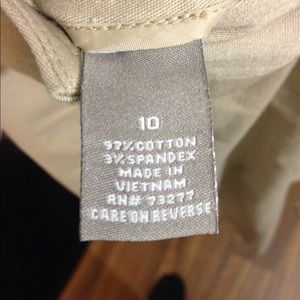 10
97% COTTON
3% SPANDEX
MADE IN
VIETNAM
RN# 73277
CARE ON REVERSE